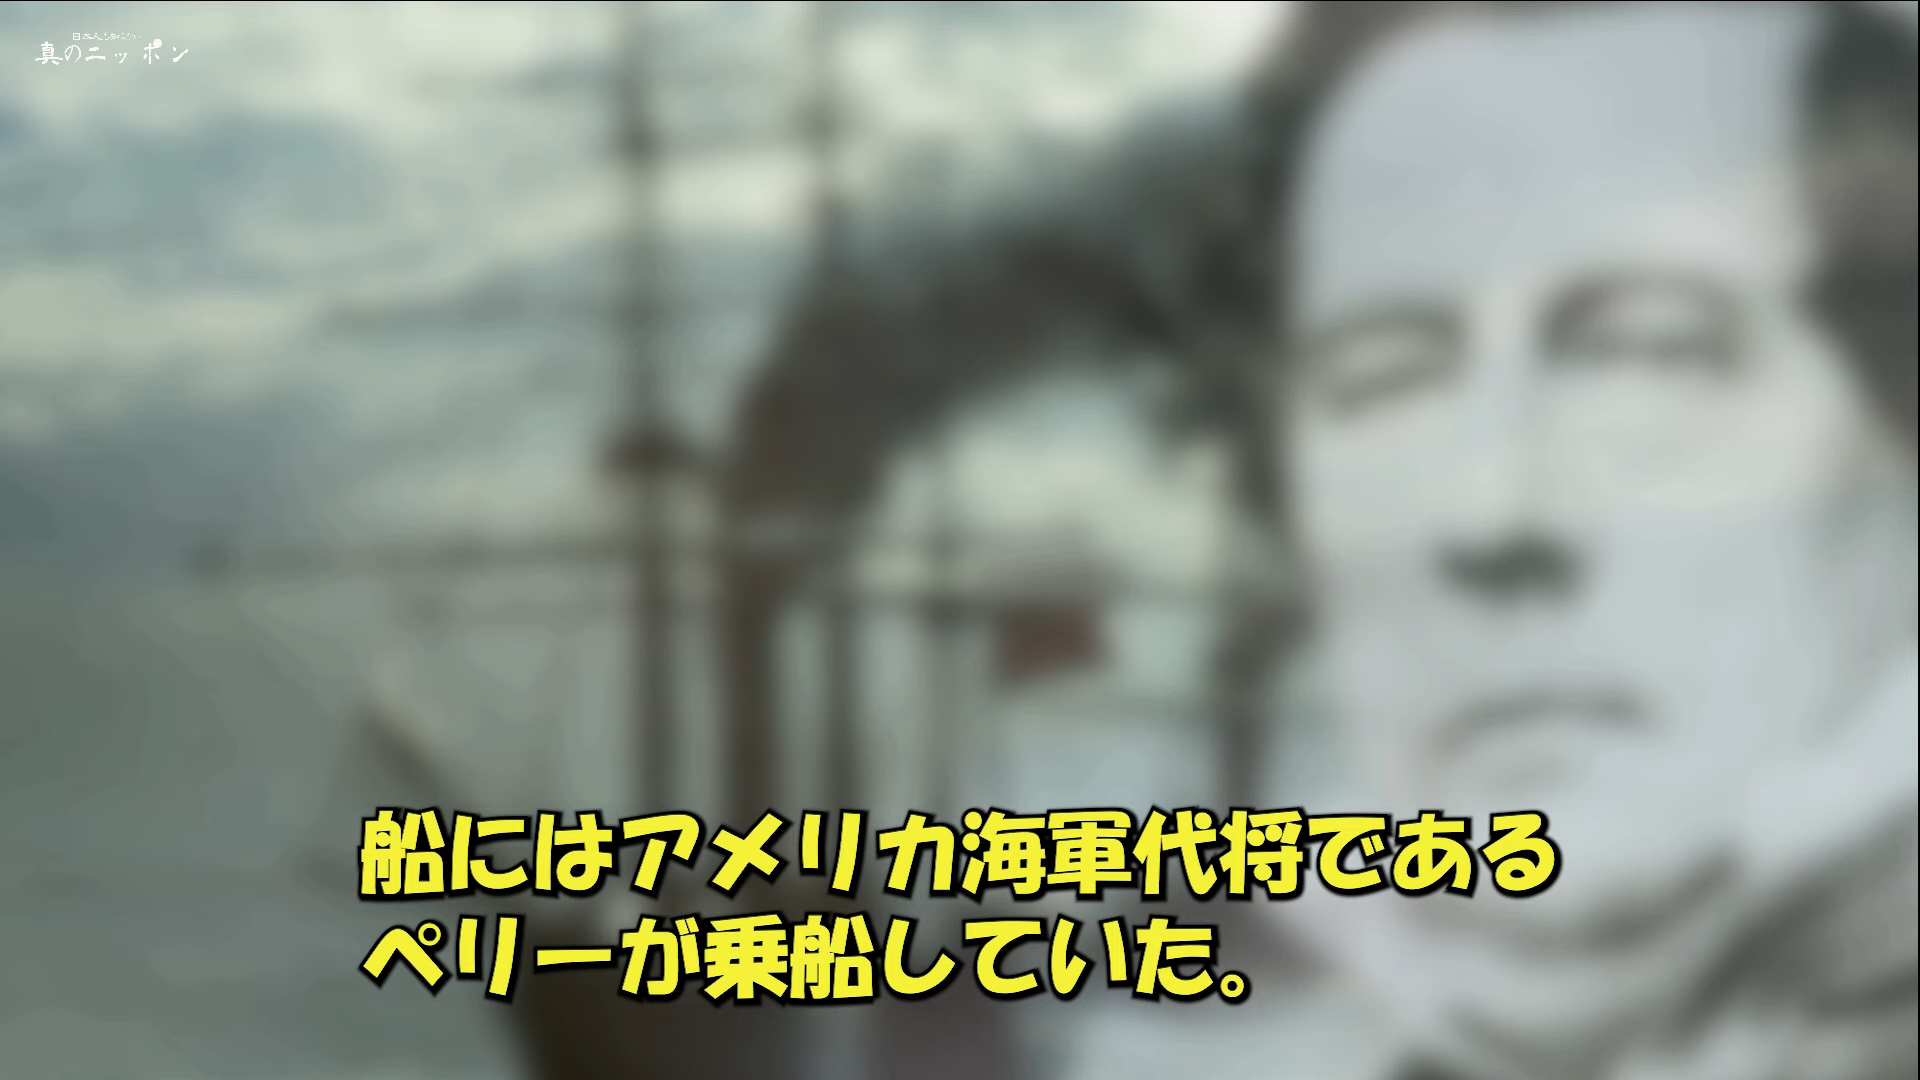 真のニッポン
船にはアメリカ海軍代将である
ペリーが乗船していた。